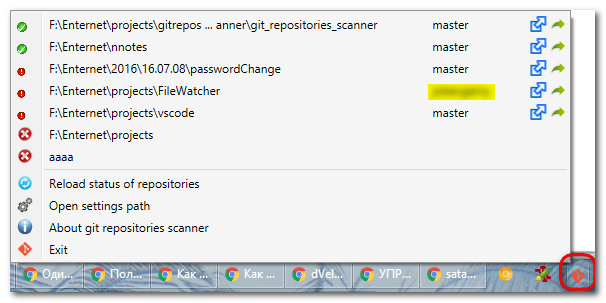 F:\Enternet\projects\gitrepos ... anner\git_repositories_scanner master
F:\Enternet\nnotes master
F:\Enternet\2016\16.07.08\passwordChange master
F:\Enternet\projects\FileWatcher
F:\Enternet\projects\vscode master
F:\Enternet\projects
aaaa
Reload status of repositories
Open settings path
About git repositories scanner
Exit
Оди... Пол... Как ... Как ... dVel... УПР... sata...